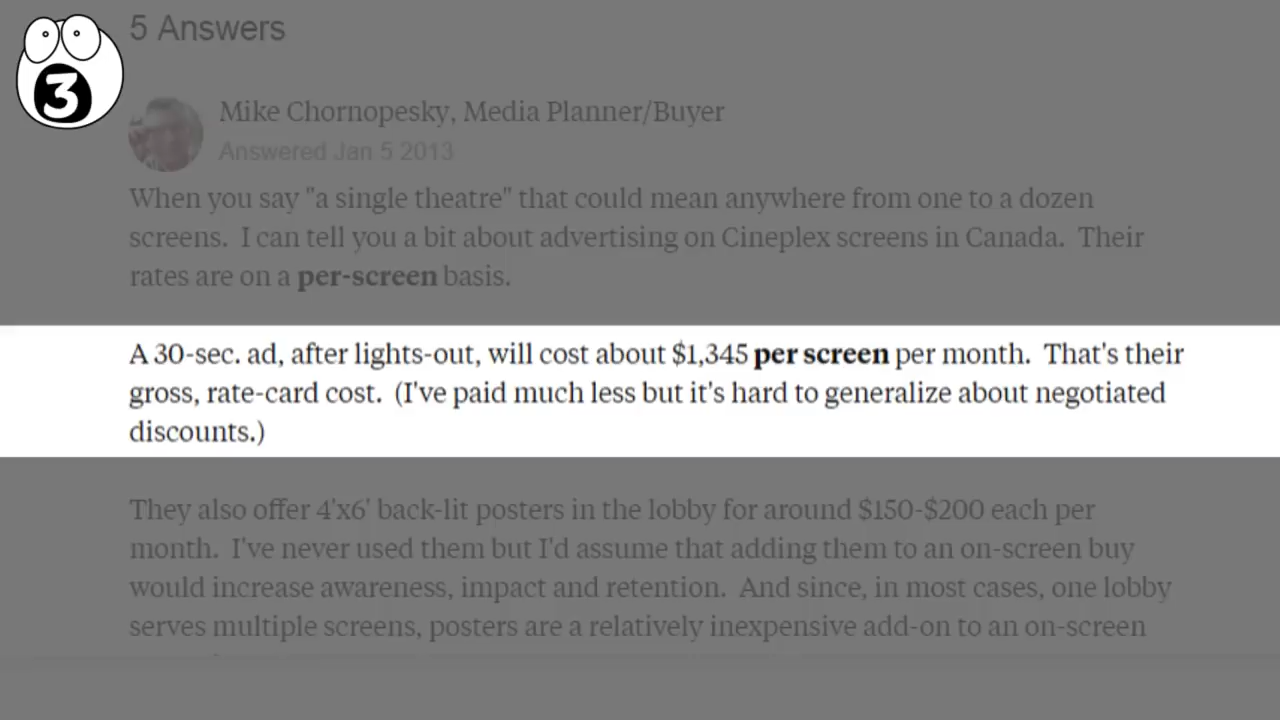 3
5 Answers
Mike Chornopesky, Media Planner/Buyer
Answered Jan 5 2013
When you say "a single theatre" that could mean anywhere from one to a dozen
screens.  I can tell you a bit about advertising on Cineplex screens in Canada.  Their
rates are on a per-screen basis.
A 30-sec. ad, after lights-out, will cost about $1,345 per screen per month.  That's their
gross, rate-card cost.  (I've paid much less but it's hard to generalize about negotiated
discounts.)
They also offer 4'x6' back-lit posters in the lobby for around $150-$200 each per
month.  I've never used them but I'd assume that adding them to an on-screen buy
would increase awareness, impact and retention.  And since, in most cases, one lobby
serves multiple screens, posters are a relatively inexpensive add-on to an on-screen